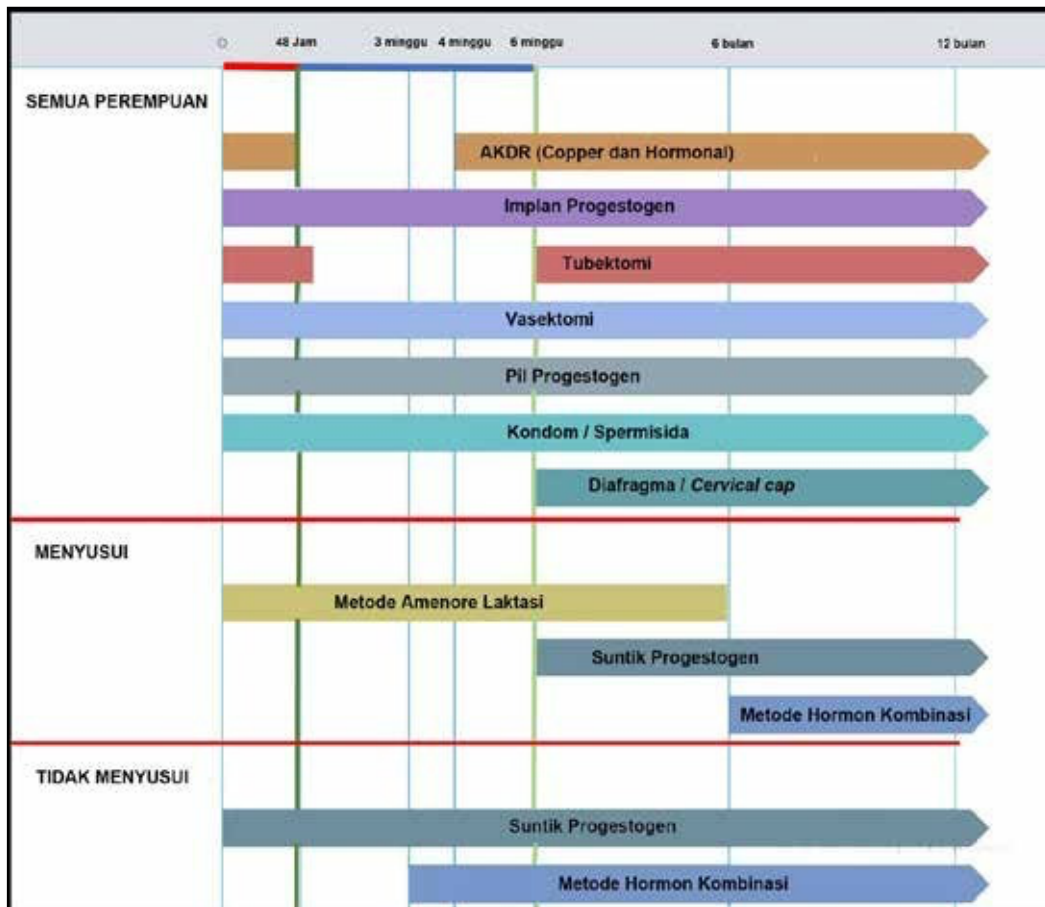 0 48 Jam 3 minggu 4 minggu 6 minggu 6 bulan 12 bulan
SEMUA PEREMPUAN
AKDR (Copper dan Hormonal)
Implan Progestogen
Tubektomi
Vasektomi
Pil Progestogen
Kondom / Spermisida
Diafragma / Cervical cap
MENYUSUI
Metode Amenore Laktasi
Suntik Progestogen
Metode Hormon Kombinasi
TIDAK MENYUSUI
Suntik Progestogen
Metode Hormon Kombinasi